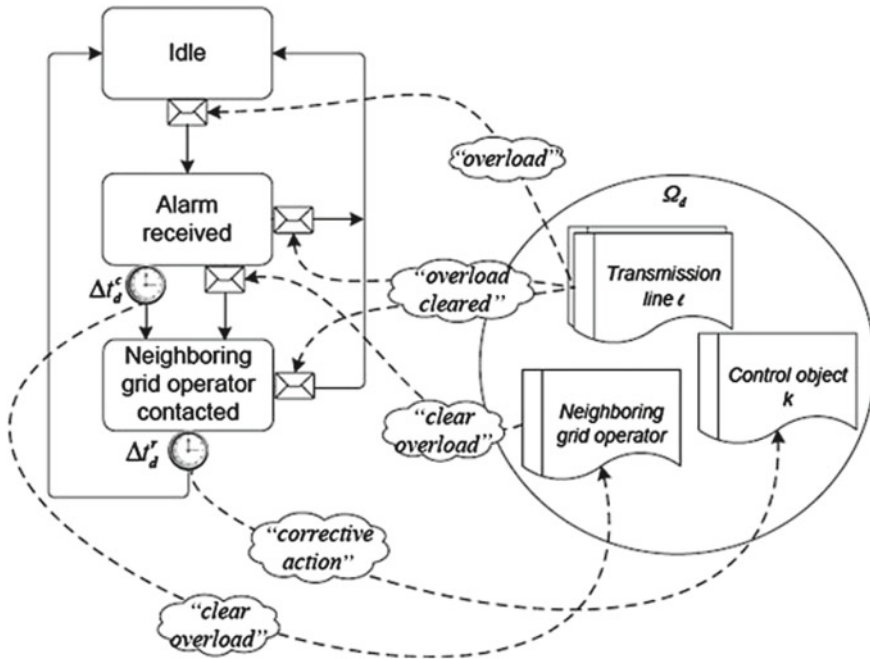 Idle
“overload”
Ω_d
Alarm
received
Transmission
line ℓ
“overload
cleared”
Δt_d^c
Neighboring
grid operator
contacted
Control object
k
Neighboring
grid operator
“clear
overload”
Δt_d^r
“corrective
action”
“clear
overload”